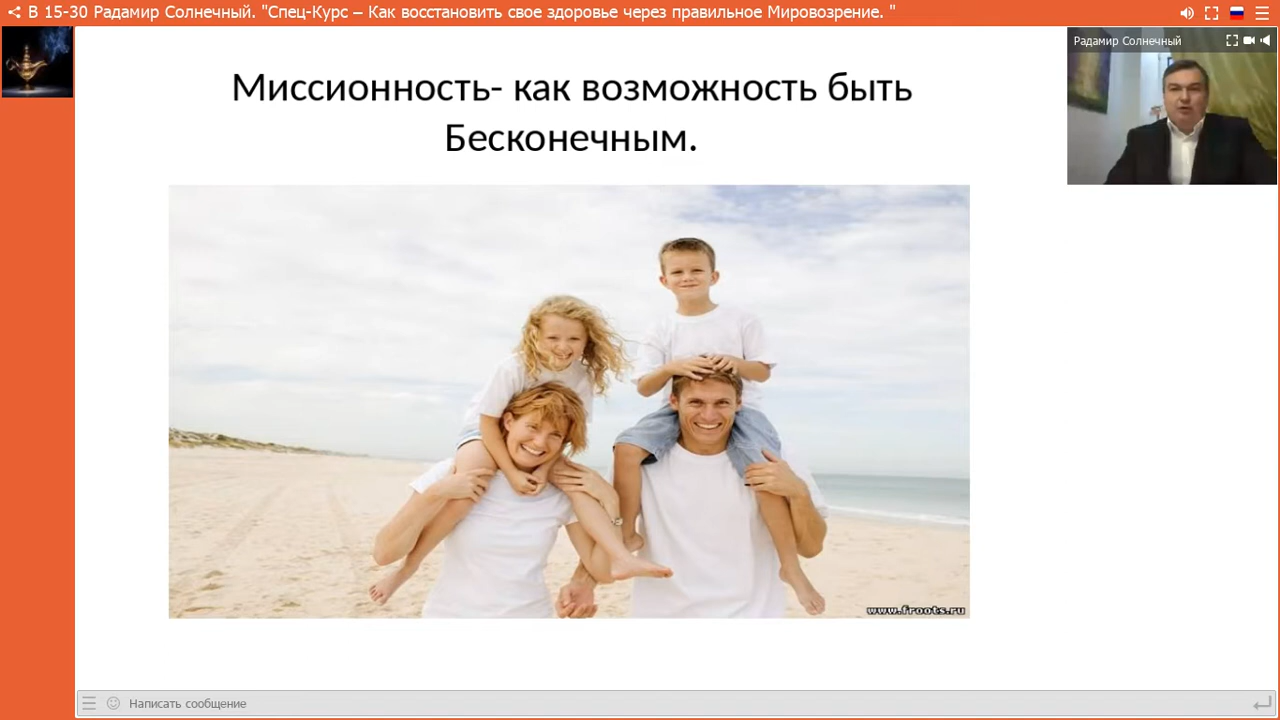 В 15-30 Радамир Солнечный. "Спец-Курс – Как восстановить свое здоровье через правильное Мировозрение. "
Радамир Солнечный
Миссионность- как возможность быть
Бесконечным.
www.froots.ru
Написать сообщение